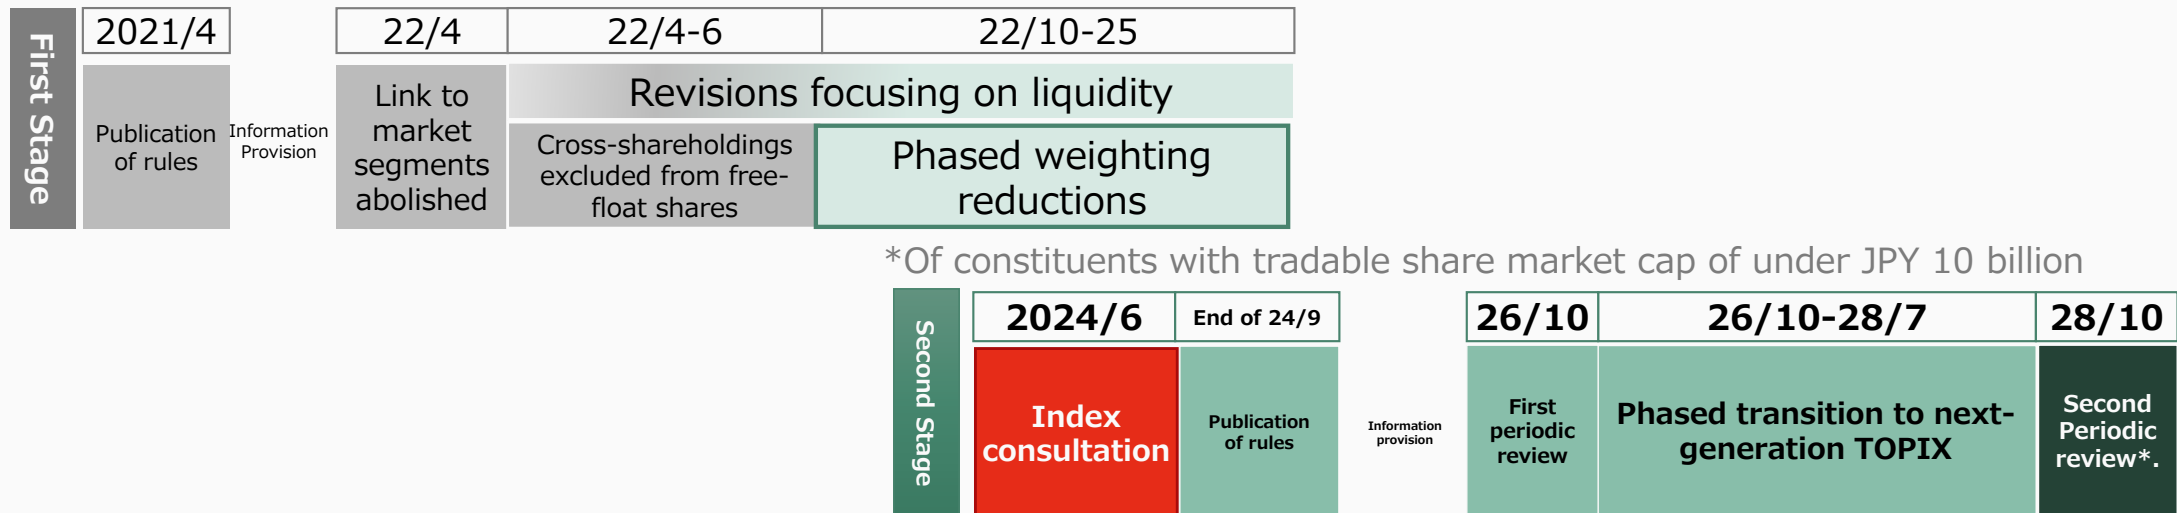 First Stage
2021/4
22/4
22/4-6
22/10-25
Publication
of rules
Information
Provision
Link to
market
segments
abolished
Revisions focusing on liquidity
Cross-shareholdings
excluded from free-
float shares
Phased weighting
reductions
*Of constituents with tradable share market cap of under JPY 10 billion
Second Stage
2024/6
End of 24/9
26/10
26/10-28/7
28/10
Index
consultation
Publication
of rules
Information
provision
First
periodic
review
Phased transition to next-
generation TOPIX
Second
Periodic
review*.